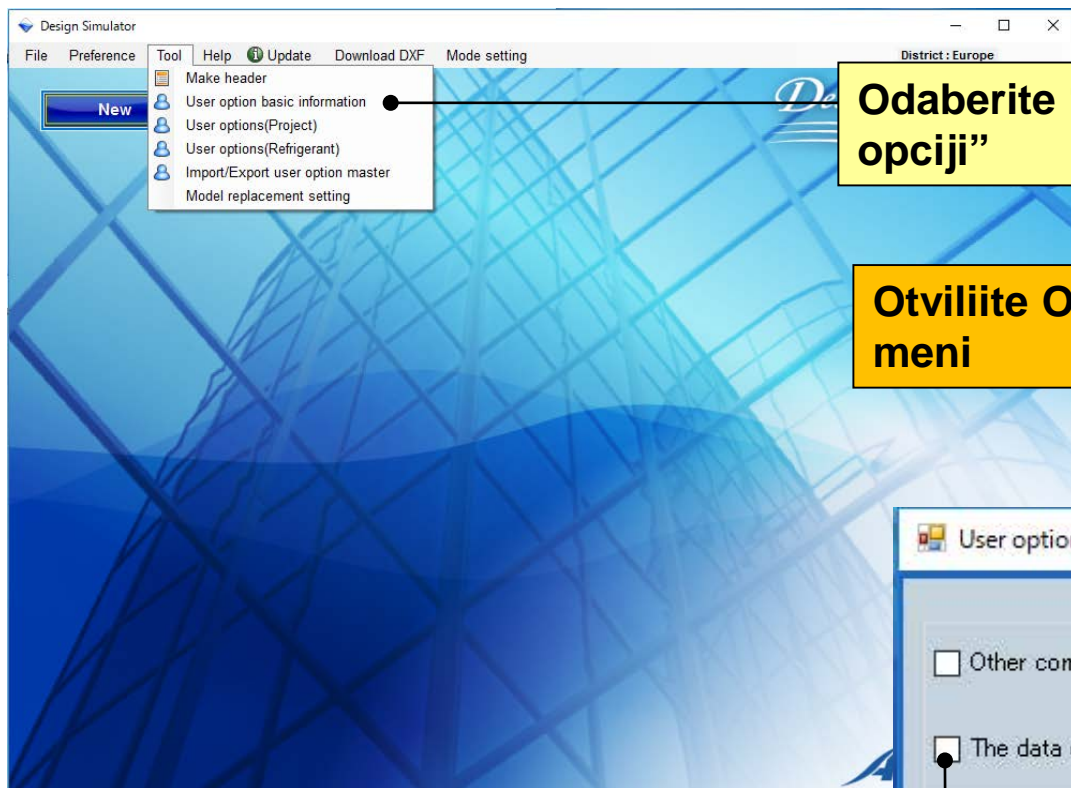 Design Simulator
File Preference Tool Help Update Download DXF Mode setting
District : Europe
Make header
User option basic information
User options(Project)
User options(Refrigerant)
Import/Export user option master
Model replacement setting
New
Odaberite
opciji”
Otviliite
meni
User
Other
The data